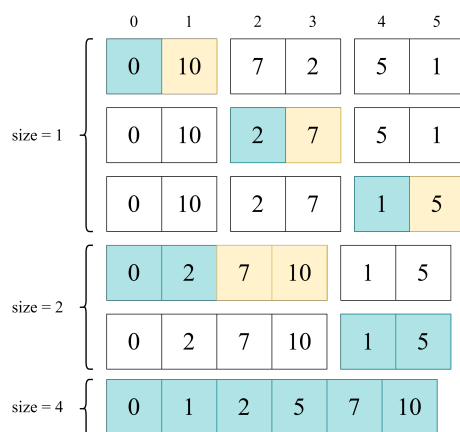 0 1 2 3 4 5
0 10 7 2 5 1
size = 1
0 10 2 7 5 1
0 10 2 7 1 5
0 2 7 10 1 5
size = 2
0 2 7 10 1 5
size = 4
0 1 2 5 7 10